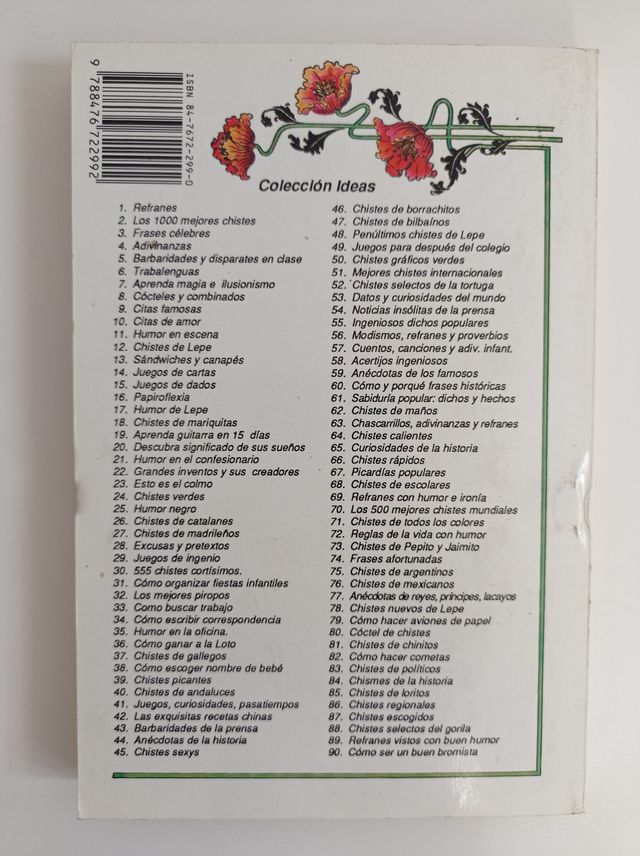 9 788476 722992
ISBN 84-7672-299-0
Colección Ideas
1. Refranes
2. Los 1000 mejores chistes
3. Frases célebres
4. Adivinanzas
5. Barbaridades y disparates en clase
6. Trabalenguas
7. Aprenda magia e ilusionismo
8. Cócteles y combinados
9. Citas famosas
10. Citas de amor
11. Humor en escena
12. Chistes de Lepe
13. Sándwiches y canapés
14. Juegos de cartas
15. Juegos de dados
16. Papiroflexia
17. Humor de Lepe
18. Chistes de mariquitas
19. Aprenda guitarra en 15 días
20. Descubra significado de sus sueños
21. Humor en el confesionario
22. Grandes inventos y sus creadores
23. Esto es el colmo
24. Chistes verdes
25. Humor negro
26. Chistes de catalanes
27. Chistes de madrileños
28. Excusas y pretextos
29. Juegos de ingenio
30. 555 chistes cortísimos.
31. Cómo organizar fiestas infantiles
32. Los mejores piropos
33. Como buscar trabajo
34. Cómo escribir correspondencia
35. Humor en la oficina.
36. Cómo ganar a la Loto
37. Chistes de gallegos
38. Cómo escoger nombre de bebé
39. Chistes picantes
40. Chistes de andaluces
41. Juegos, curiosidades, pasatiempos
42. Las exquisitas recetas chinas
43. Barbaridades de la prensa
44. Anécdotas de la historia
45. Chistes sexys
46. Chistes de borrachitos
47. Chistes de bilbaínos
48. Penúltimos chistes de Lepe
49. Juegos para después del colegio
50. Chistes gráficos verdes
51. Mejores chistes internacionales
52. Chistes selectos de la tortuga
53. Datos y curiosidades del mundo
54. Noticias insólitas de la prensa
55. Ingeniosos dichos populares
56. Modismos, refranes y proverbios
57. Cuentos, canciones y adiv. infant.
58. Acertijos ingeniosos
59. Anécdotas de los famosos
60. Cómo y porqué frases históricas
61. Sabiduría popular: dichos y hechos
62. Chistes de maños
63. Chascarrillos, adivinanzas y refranes
64. Chistes calientes
65. Curiosidades de la historia
66. Chistes rápidos
67. Picardías populares
68. Chistes de escolares
69. Refranes con humor e ironía
70. Los 500 mejores chistes mundiales
71. Chistes de todos los colores
72. Reglas de la vida con humor
73. Chistes de Pepito y Jaimito
74. Frases afortunadas
75. Chistes de argentinos
76. Chistes de mexicanos
77. Anécdotas de reyes, príncipes, lacayos
78. Chistes nuevos de Lepe
79. Cómo hacer aviones de papel
80. Cóctel de chistes
81. Chistes de chinitos
82. Cómo hacer cometas
83. Chistes de políticos
84. Chismes de la historia
85. Chistes de loritos
86. Chistes regionales
87. Chistes escogidos
88. Chistes selectos del gorila
89. Refranes vistos con buen humor
90. Cómo ser un buen bromista